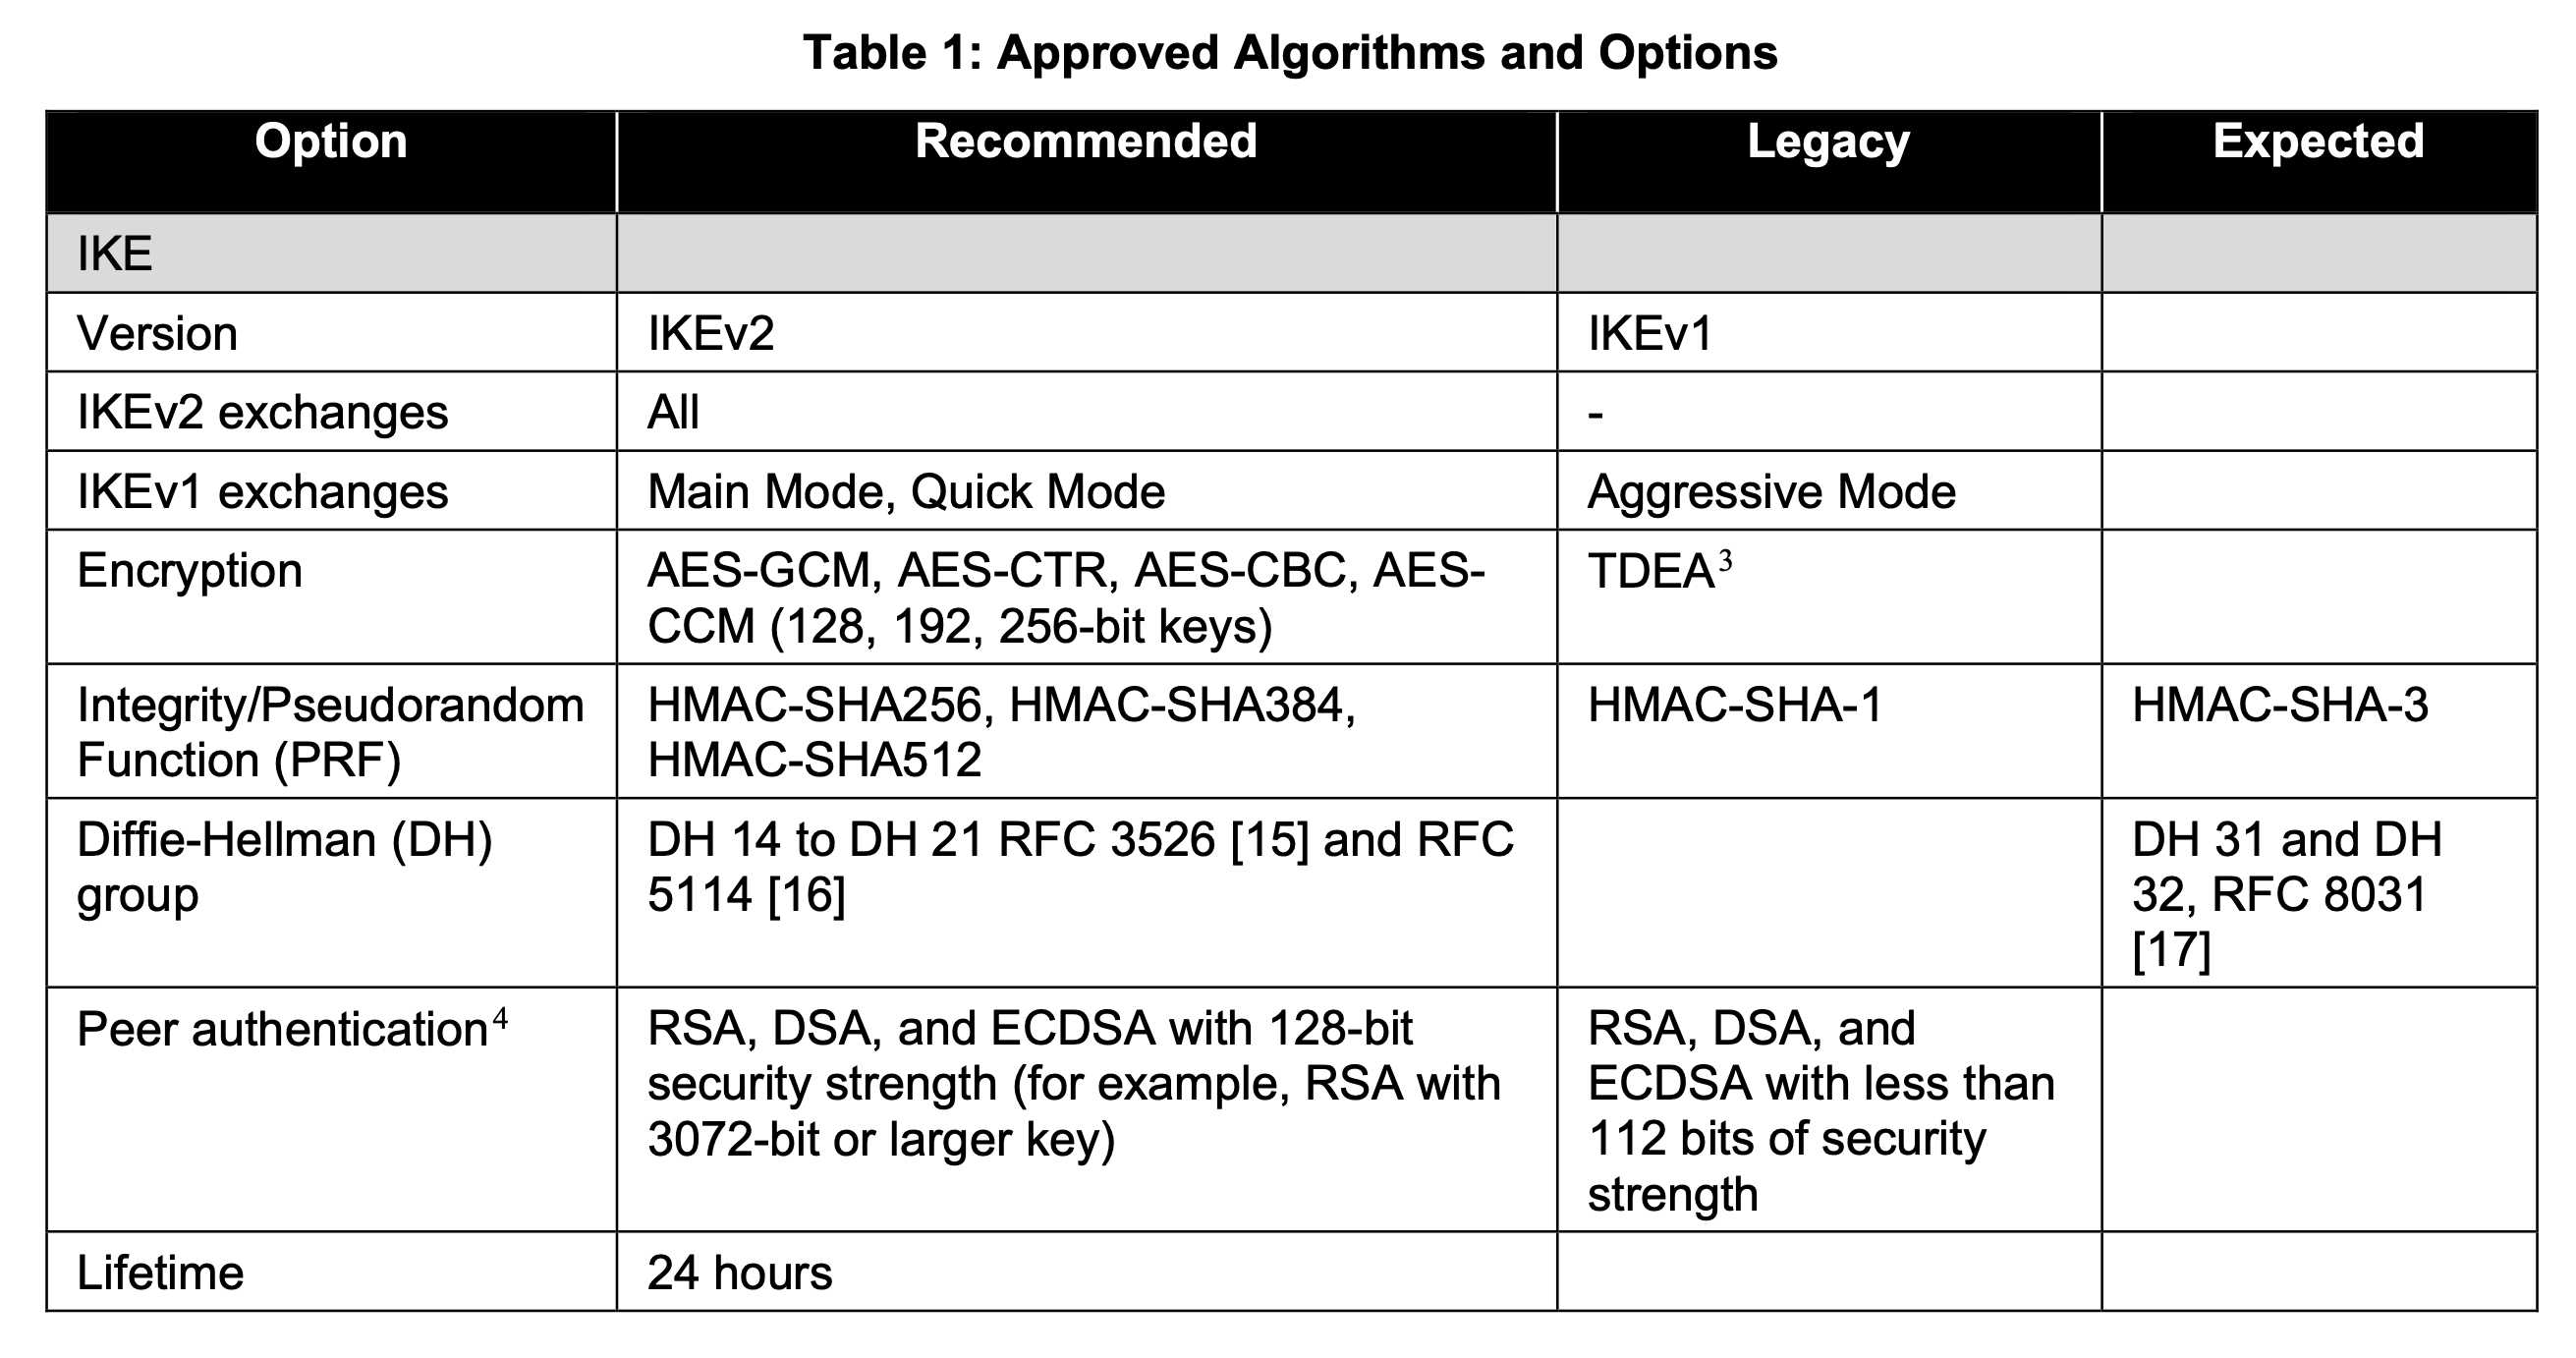 Table 1: Approved Algorithms and Options
Option Recommended Legacy Expected
IKE
Version IKEv2 IKEv1
IKEv2 exchanges All -
IKEv1 exchanges Main Mode, Quick Mode Aggressive Mode
Encryption AES-GCM, AES-CTR, AES-CBC, AES- TDEA3
CCM (128, 192, 256-bit keys)
Integrity/Pseudorandom HMAC-SHA256, HMAC-SHA384, HMAC-SHA-1 HMAC-SHA-3
Function (PRF) HMAC-SHA512
Diffie-Hellman (DH) DH 14 to DH 21 RFC 3526 [15] and RFC DH 31 and DH
group 5114 [16] 32, RFC 8031
[17]
Peer authentication4 RSA, DSA, and ECDSA with 128-bit RSA, DSA, and
security strength (for example, RSA with ECDSA with less than
3072-bit or larger key) 112 bits of security
strength
Lifetime 24 hours